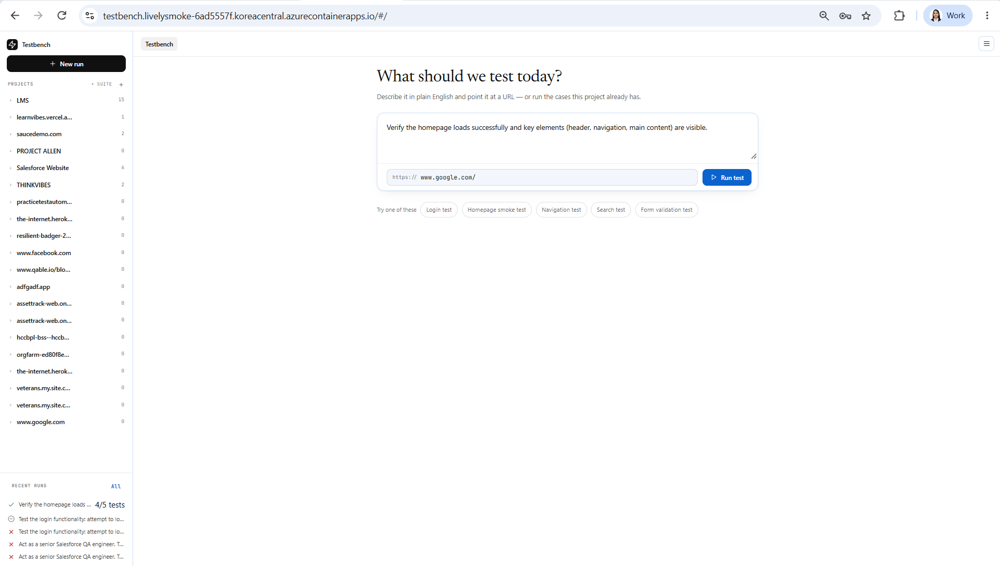 testbench.livelysmoke-6ad5557f.koreacentral.azurecontainerapps.io/#/
Work
Testbench
+ New run
PROJECTS
+ SUITE +
LMS 15
learnvibes.vercel.a... 1
saucedemo.com 2
PROJECT ALLEN 0
Salesforce Website 6
THINKVIBES 2
practicetestautom... 0
the-internet.herok... 0
resilient-badger-2... 0
www.facebook.com 0
www.qable.io/blo... 0
adfgadf.app 0
assettrack-web.on... 0
assettrack-web.on... 0
hccbpl-bss--hccb... 0
orgfarm-ed80f8e... 0
the-internet.herok... 0
veterans.my.site.c... 0
veterans.my.site.c... 0
www.google.com 0
RECENT RUNS
All
Verify the homepage loads ... 4/5 tests
Test the login functionality: attempt to lo...
Test the login functionality: attempt to lo...
Act as a senior Salesforce QA engineer. T...
Act as a senior Salesforce QA engineer. T...
Testbench
What should we test today?
Describe it in plain English and point it at a URL — or run the cases this project already has.
Verify the homepage loads successfully and key elements (header, navigation, main content) are visible.
https:// www.google.com/
Run test
Try one of these
Login test
Homepage smoke test
Navigation test
Search test
Form validation test